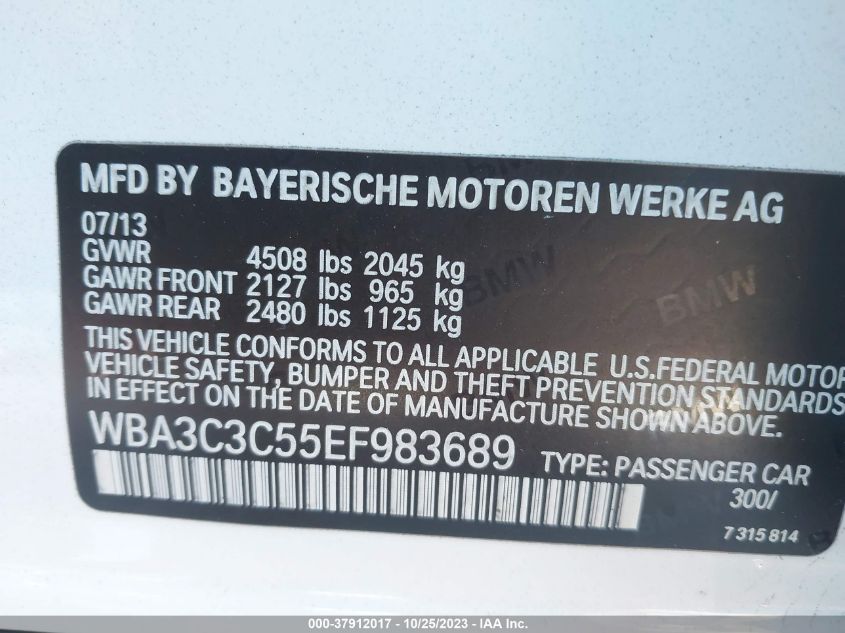 MFD BY BAYERISCHE MOTOREN WERKE AG
07/13
GVWR 4508 lbs 2045 kg
GAWR FRONT 2127 lbs 965 kg
GAWR REAR 2480 lbs 1125 kg
THIS VEHICLE CONFORMS TO ALL APPLICABLE U.S.FEDERAL MOTOR
VEHICLE SAFETY, BUMPER AND THEFT PREVENTION STANDARDS
IN EFFECT ON THE DATE OF MANUFACTURE SHOWN ABOVE.
WBA3C3C55EF983689 TYPE: PASSENGER CAR
300/
7 315 814
BMW
BMW
000-37912017 - 10/25/2023 - © IAA, Inc.